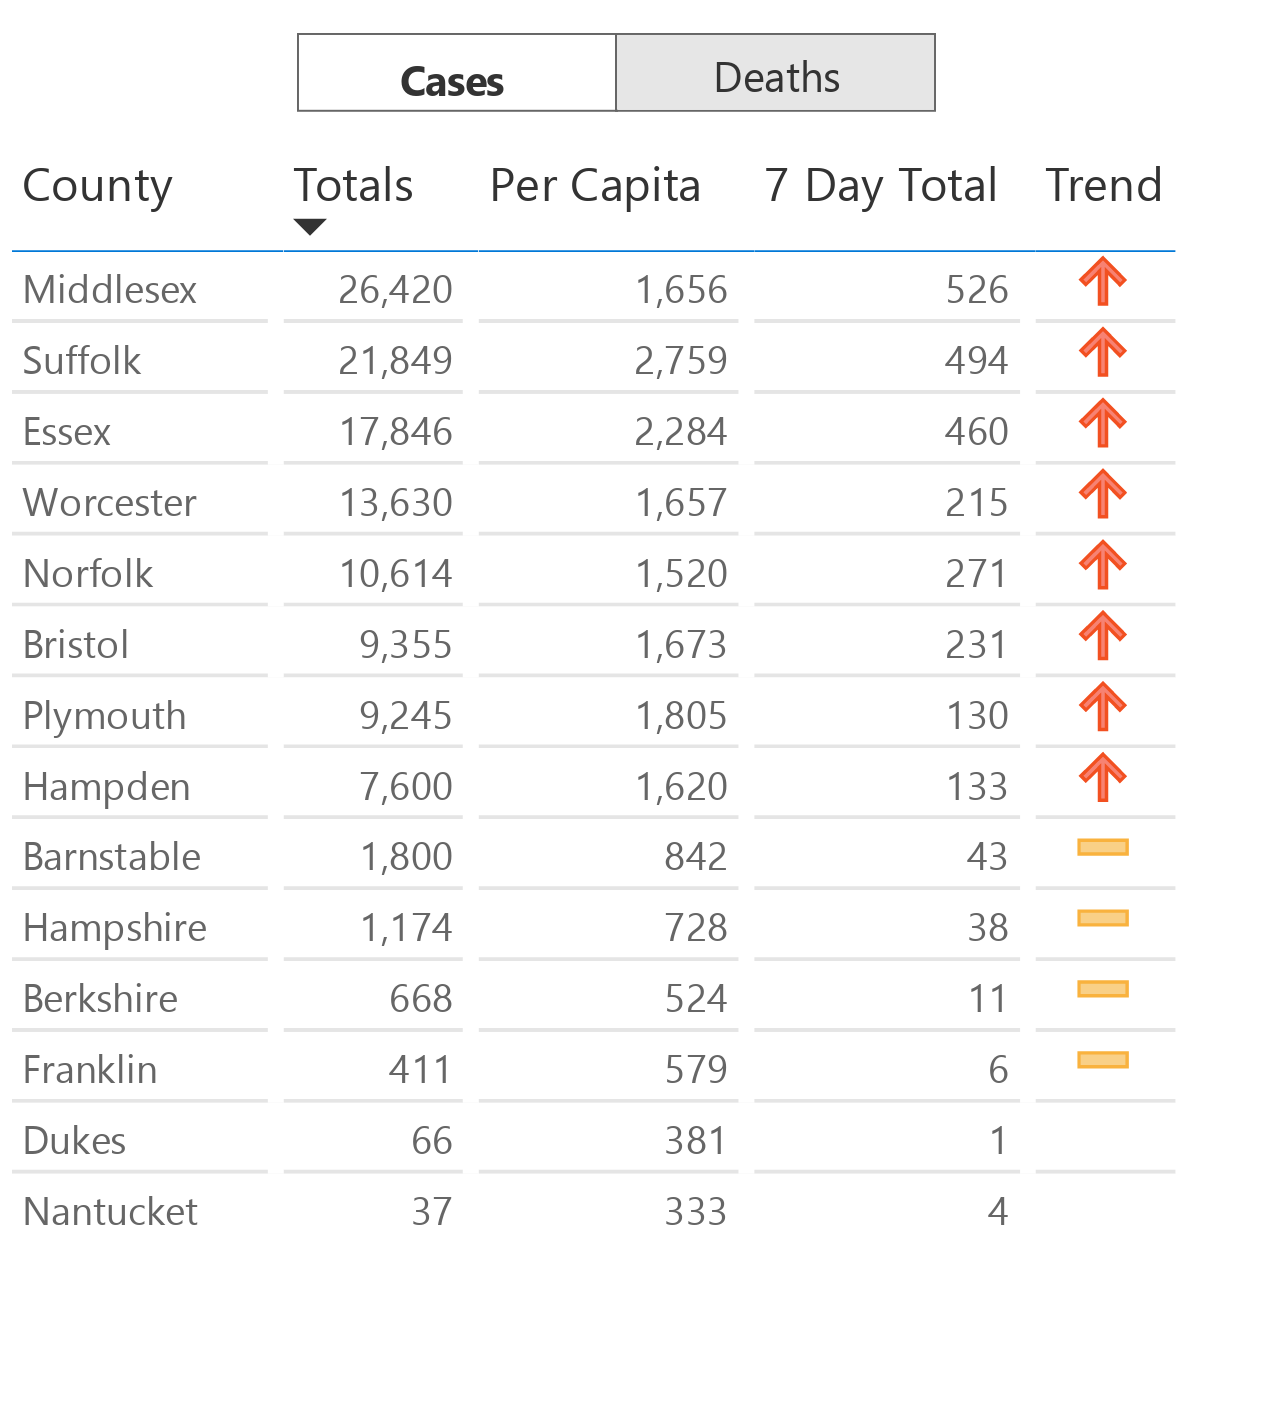 Cases Deaths
County Totals Per Capita 7 Day Total Trend
Middlesex 26,420 1,656 526
Suffolk 21,849 2,759 494
Essex 17,846 2,284 460
Worcester 13,630 1,657 215
Norfolk 10,614 1,520 271
Bristol 9,355 1,673 231
Plymouth 9,245 1,805 130
Hampden 7,600 1,620 133
Barnstable 1,800 842 43
Hampshire 1,174 728 38
Berkshire 668 524 11
Franklin 411 579 6
Dukes 66 381 1
Nantucket 37 333 4